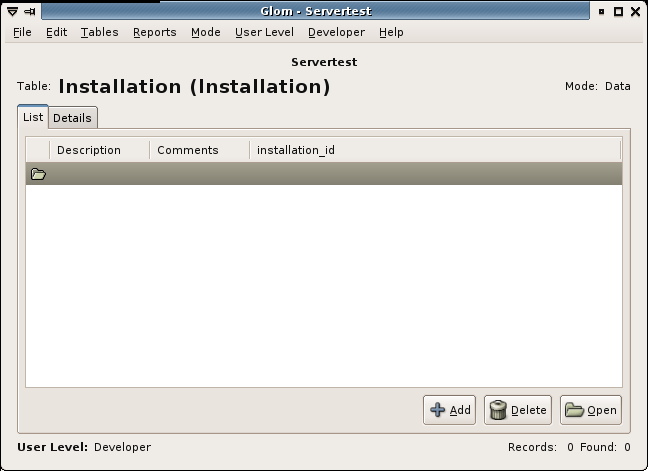 Glom - Servertest
File Edit Tables Reports Mode User Level Developer Help
Servertest
Table: Installation (Installation) Mode: Data
List Details
Description Comments installation_id
Add Delete Open
User Level: Developer Records: 0 Found: 0